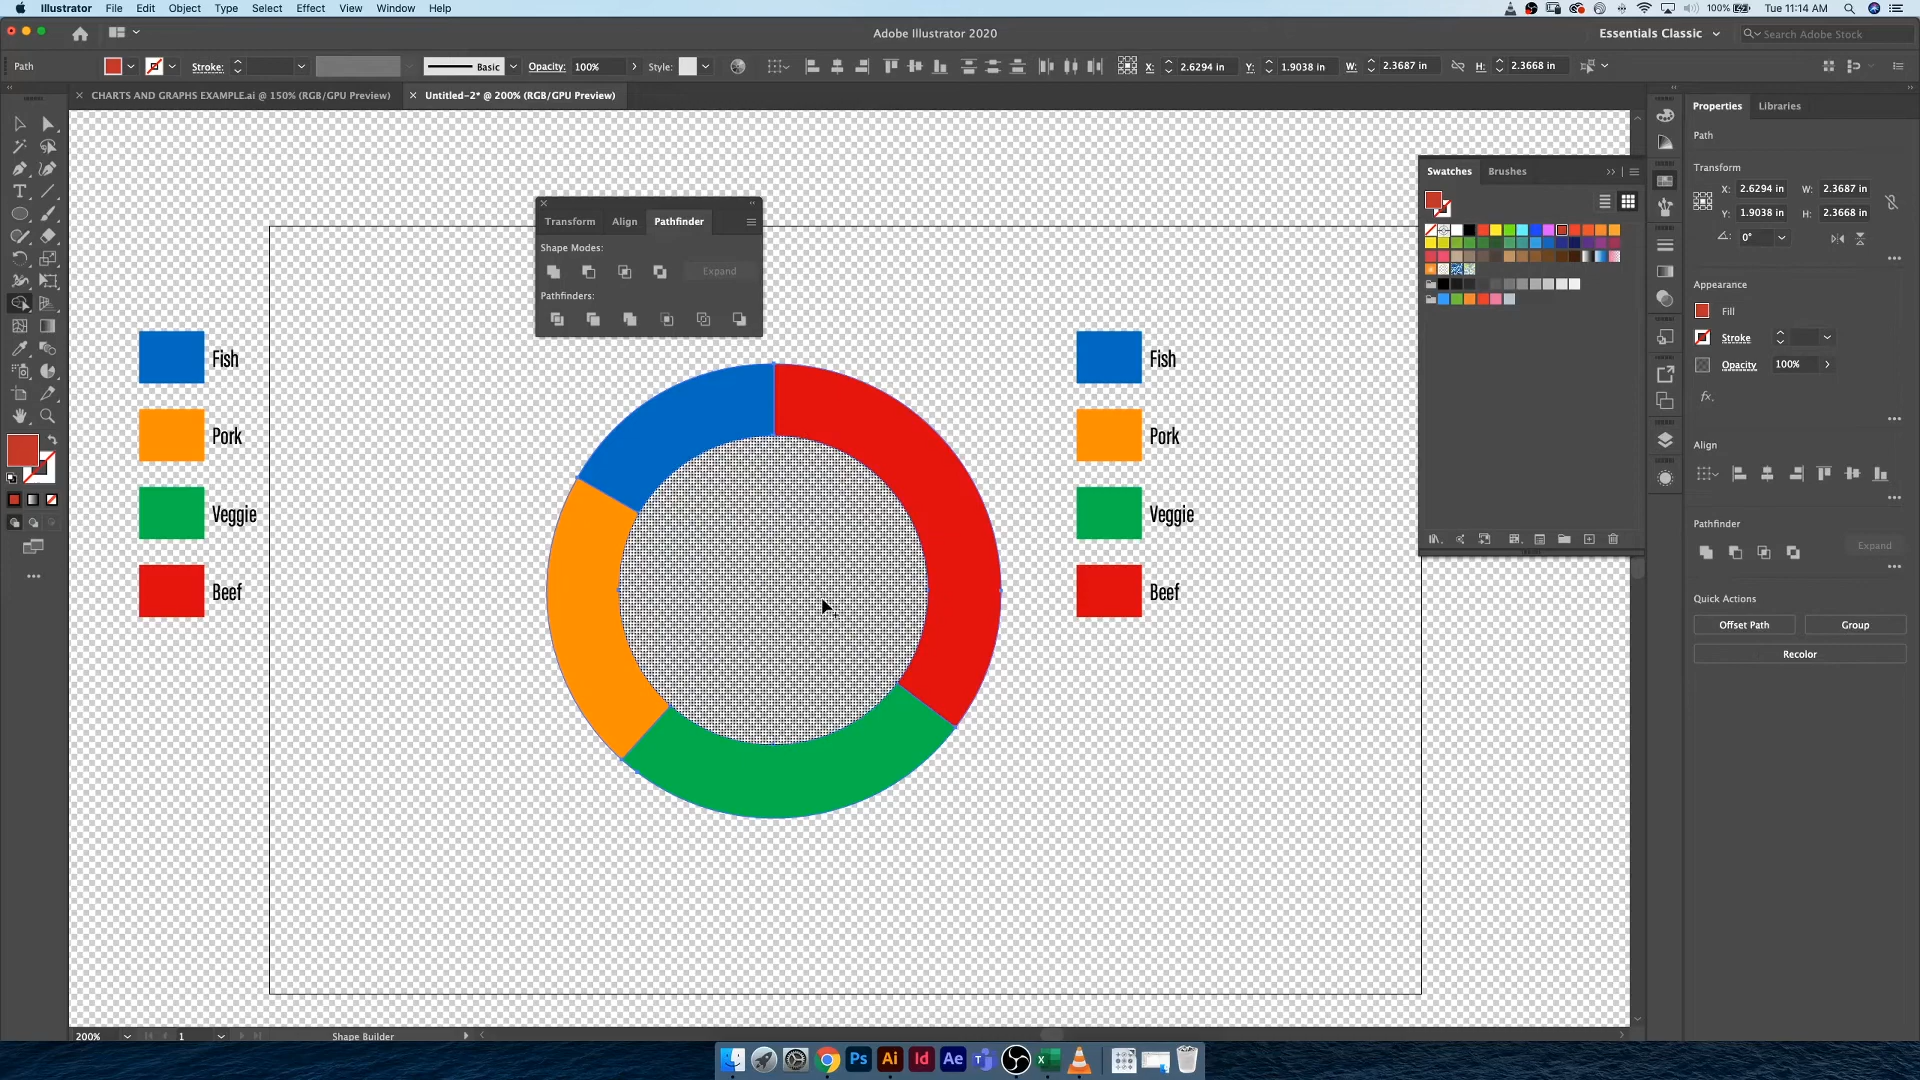 Illustrator File Edit Object Type Select Effect View Window Help
100% Tue 11:14 AM
Adobe Illustrator 2020
Essentials Classic
Search Adobe Stock
Path
Stroke:
Basic
Opacity: 100%
Style:
X: 2.6294 in Y: 1.9038 in W: 2.3687 in H: 2.3668 in
CHARTS AND GRAPHS EXAMPLE.ai @ 150% (RGB/GPU Preview)
Untitled-2* @ 200% (RGB/GPU Preview)
Transform Align Pathfinder
Shape Modes:
Expand
Pathfinders:
Fish
Pork
Veggie
Beef
Fish
Pork
Veggie
Beef
Swatches Brushes
Properties Libraries
Path
Transform
X: 2.6294 in W: 2.3687 in
Y: 1.9038 in H: 2.3668 in
0°
Appearance
Fill
Stroke
Opacity 100%
fx.
Align
Pathfinder
Expand
Quick Actions
Offset Path Group
Recolor
200% 1 Shape Builder
Ps Ai Id Ae